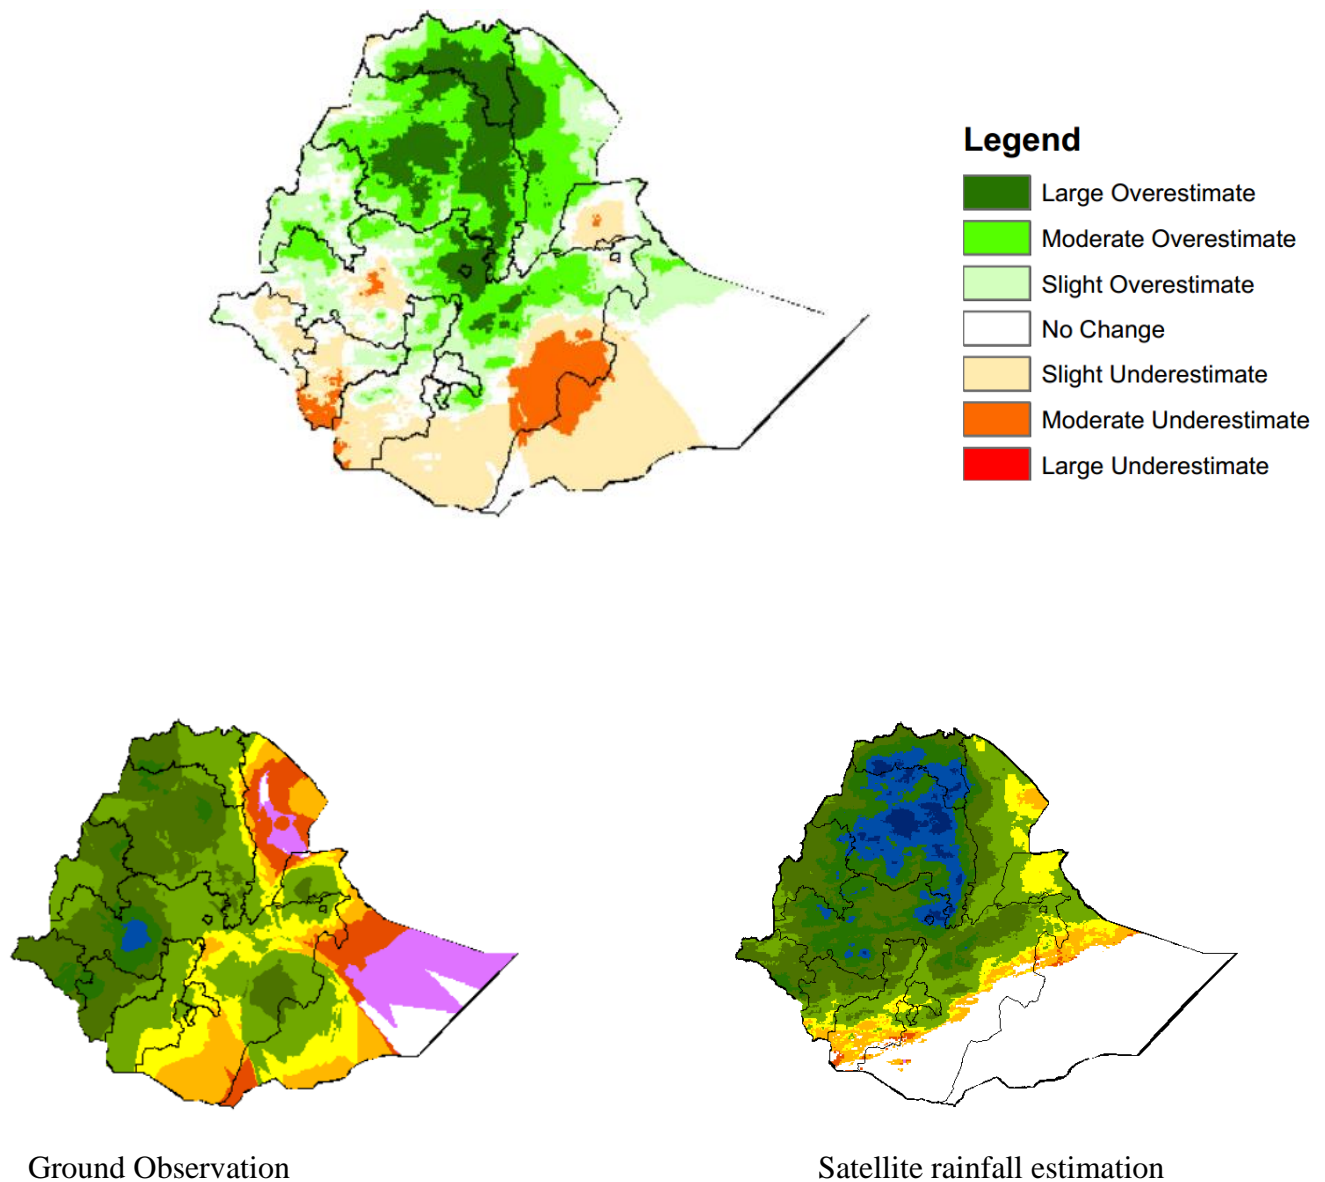 Legend
Large Overestimate
Moderate Overestimate
Slight Overestimate
No Change
Slight Underestimate
Moderate Underestimate
Large Underestimate
Ground Observation
Satellite rainfall estimation